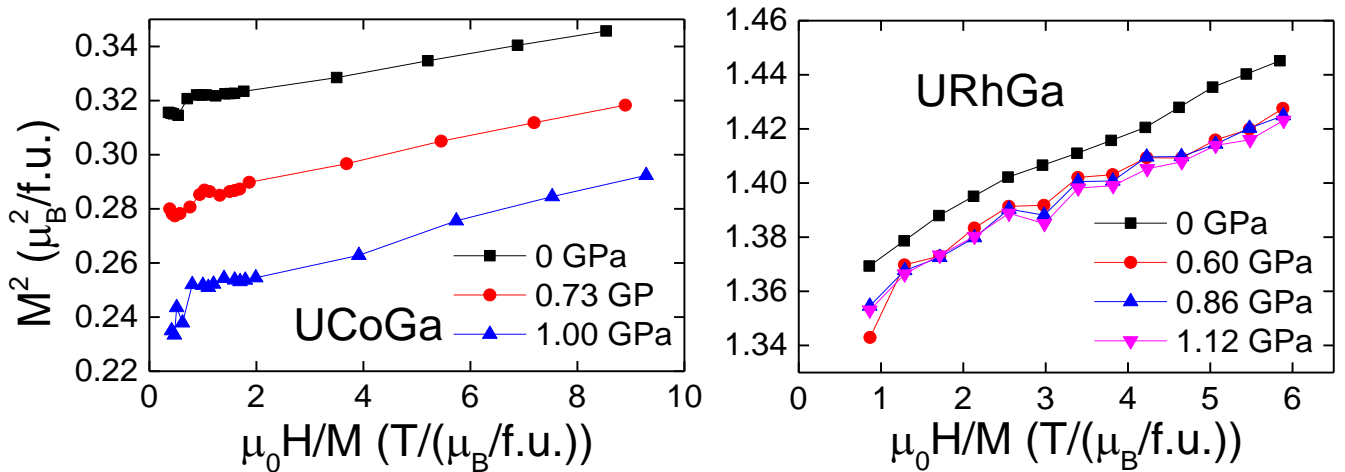 M² (μ_B²/f.u.)
0.34
0.32
0.30
0.28
0.26
0.24
0.22
0 2 4 6 8 10
μ₀H/M (T/(μ_B/f.u.))
UCoGa
0 GPa
0.73 GP
1.00 GPa
1.46
1.44
1.42
1.40
1.38
1.36
1.34
0 1 2 3 4 5 6
μ₀H/M (T/(μ_B/f.u.))
URhGa
0 GPa
0.60 GPa
0.86 GPa
1.12 GPa